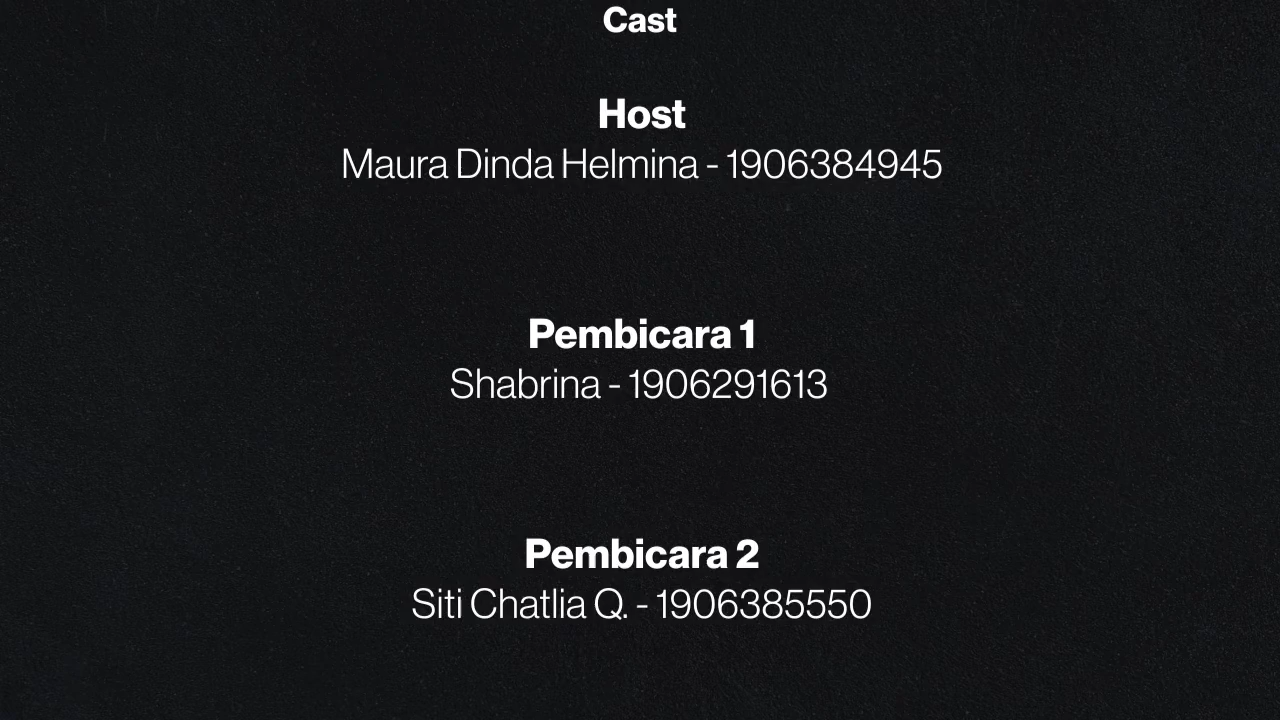 Cast
Host
Maura Dinda Helmina - 1906384945
Pembicara 1
Shabrina - 1906291613
Pembicara 2
Siti Chatlia Q. - 1906385550